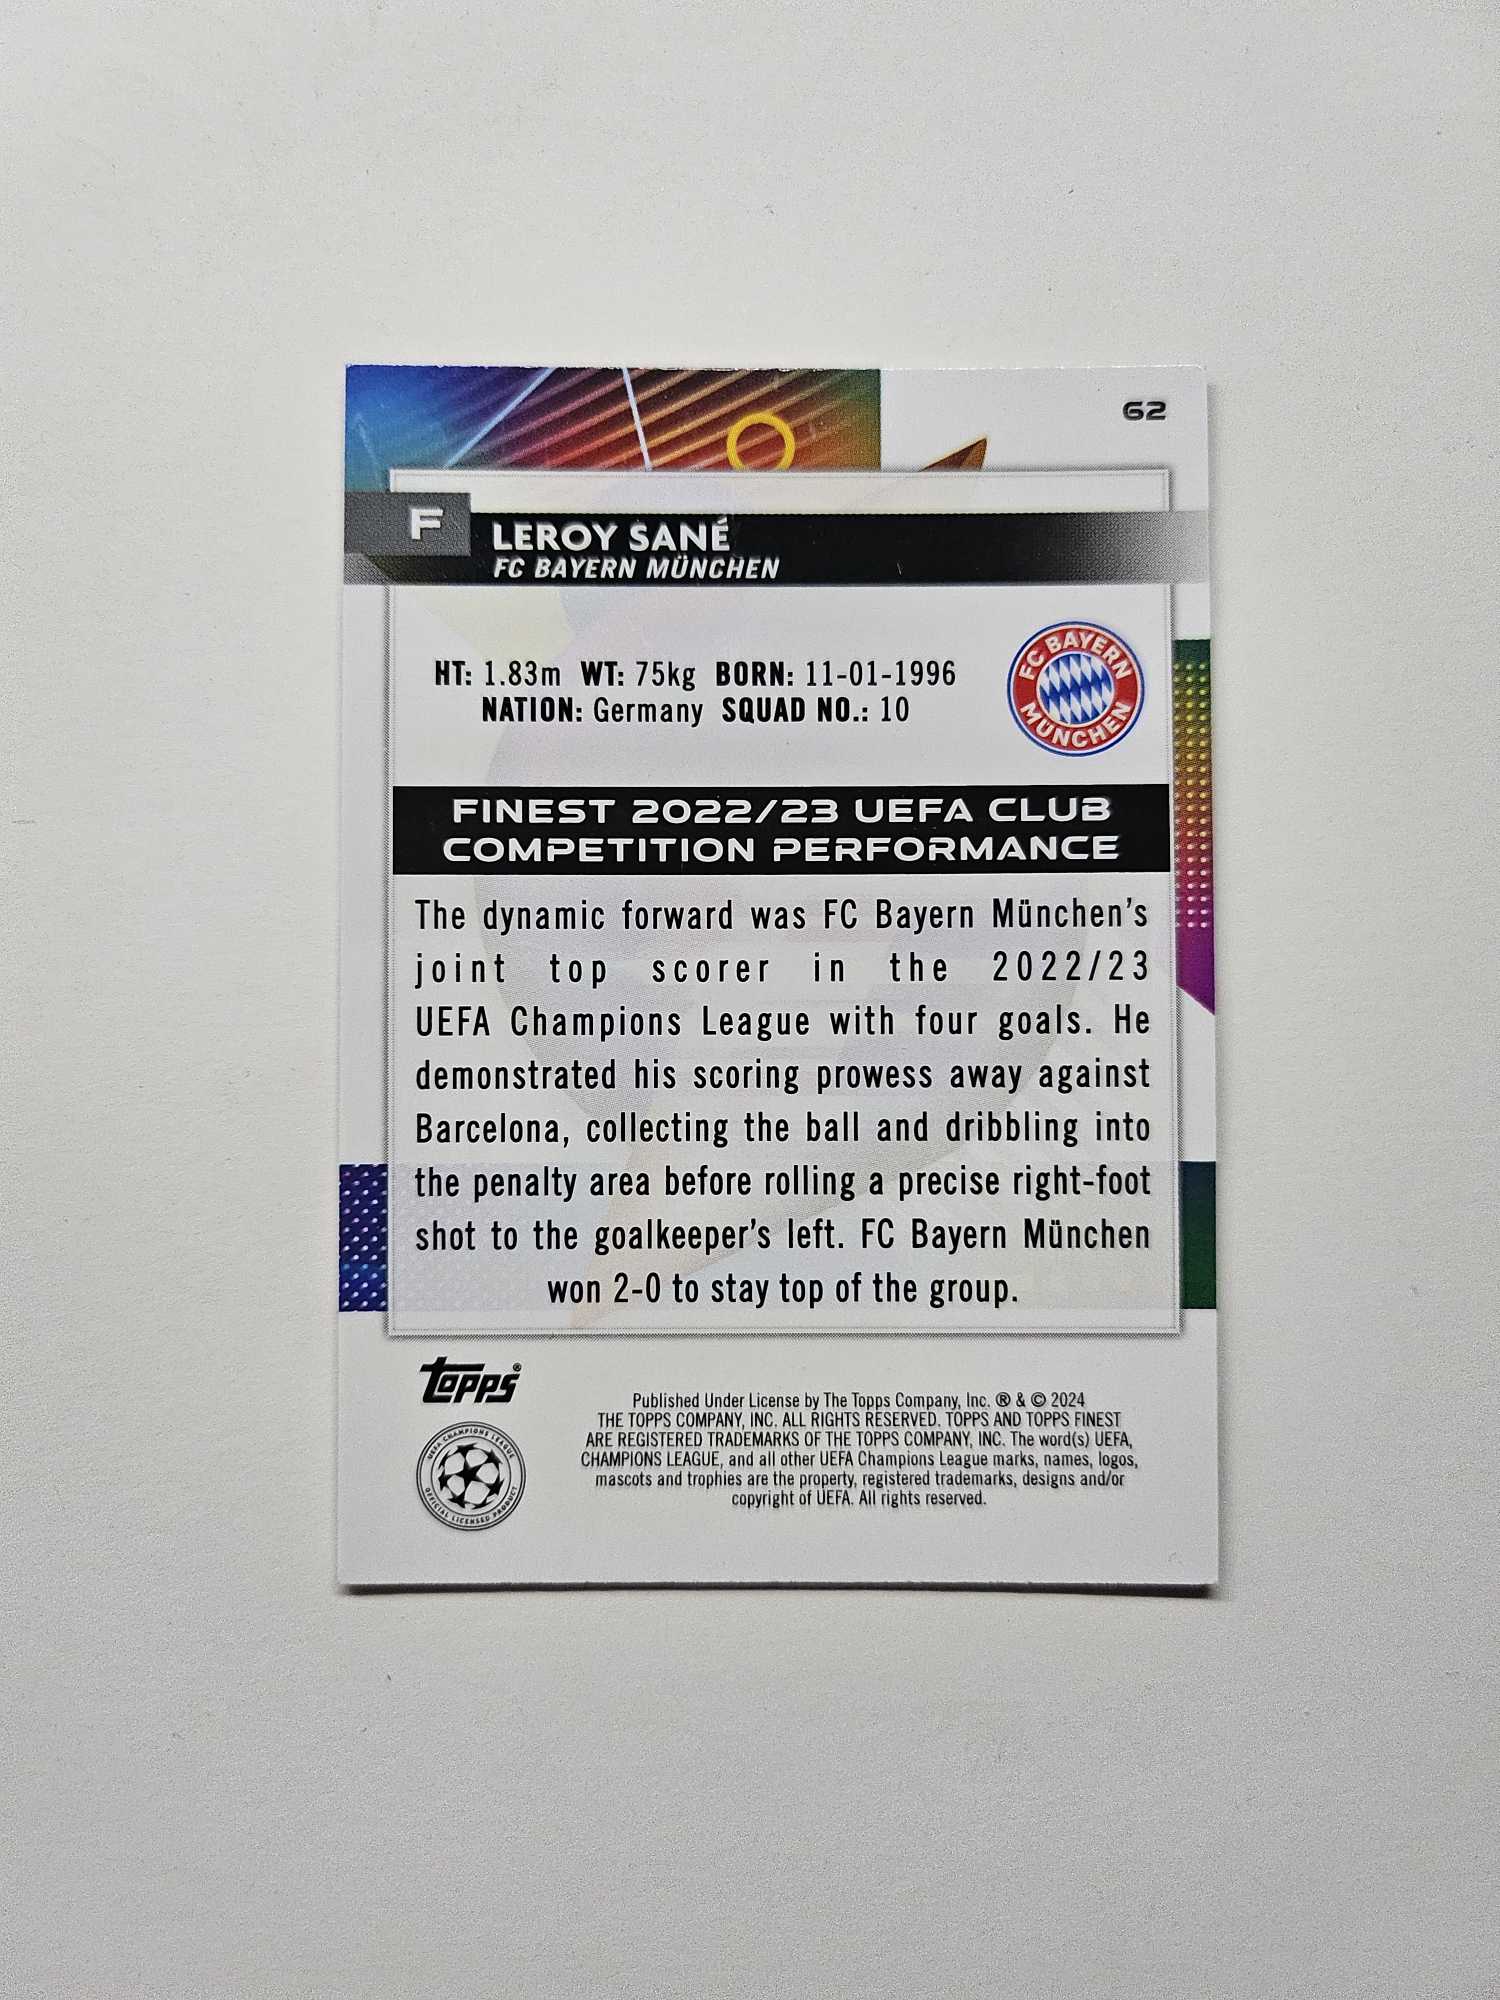 62
F
LEROY SANÉ
FC BAYERN MÜNCHEN
HT: 1.83m WT: 75kg BORN: 11-01-1996
NATION: Germany SQUAD NO.: 10
FC BAYERN
MÜNCHEN
FINEST 2022/23 UEFA CLUB
COMPETITION PERFORMANCE
The dynamic forward was FC Bayern München's
joint top scorer in the 2022/23
UEFA Champions League with four goals. He
demonstrated his scoring prowess away against
Barcelona, collecting the ball and dribbling into
the penalty area before rolling a precise right-foot
shot to the goalkeeper's left. FC Bayern München
won 2-0 to stay top of the group.
Topps®
UEFA CHAMPIONS LEAGUE
OFFICIAL LICENSED PRODUCT
Published Under License by The Topps Company, Inc. ® & © 2024
THE TOPPS COMPANY, INC. ALL RIGHTS RESERVED. TOPPS AND TOPPS FINEST
ARE REGISTERED TRADEMARKS OF THE TOPPS COMPANY, INC. The word(s) UEFA,
CHAMPIONS LEAGUE, and all other UEFA Champions League marks, names, logos,
mascots and trophies are the property, registered trademarks, designs and/or
copyright of UEFA. All rights reserved.